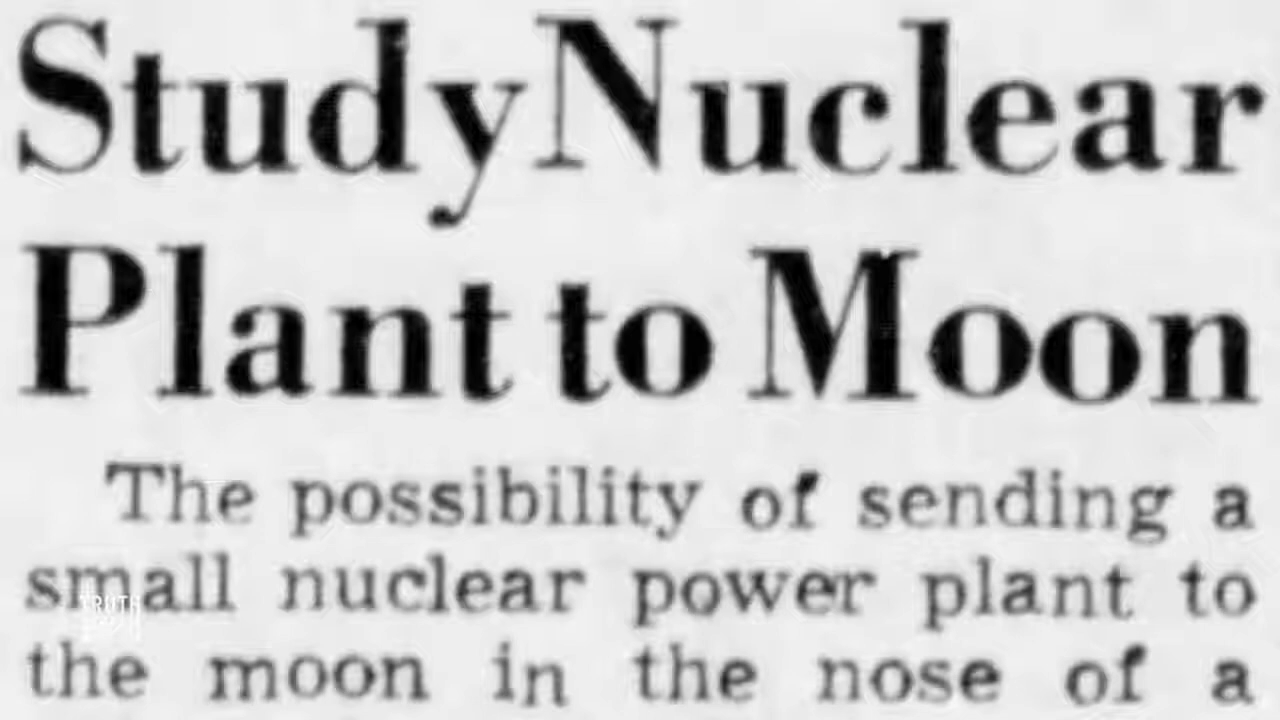 Study Nuclear
Plant to Moon
The possibility of sending a
small nuclear power plant to
the moon in the nose of a
TRUTH